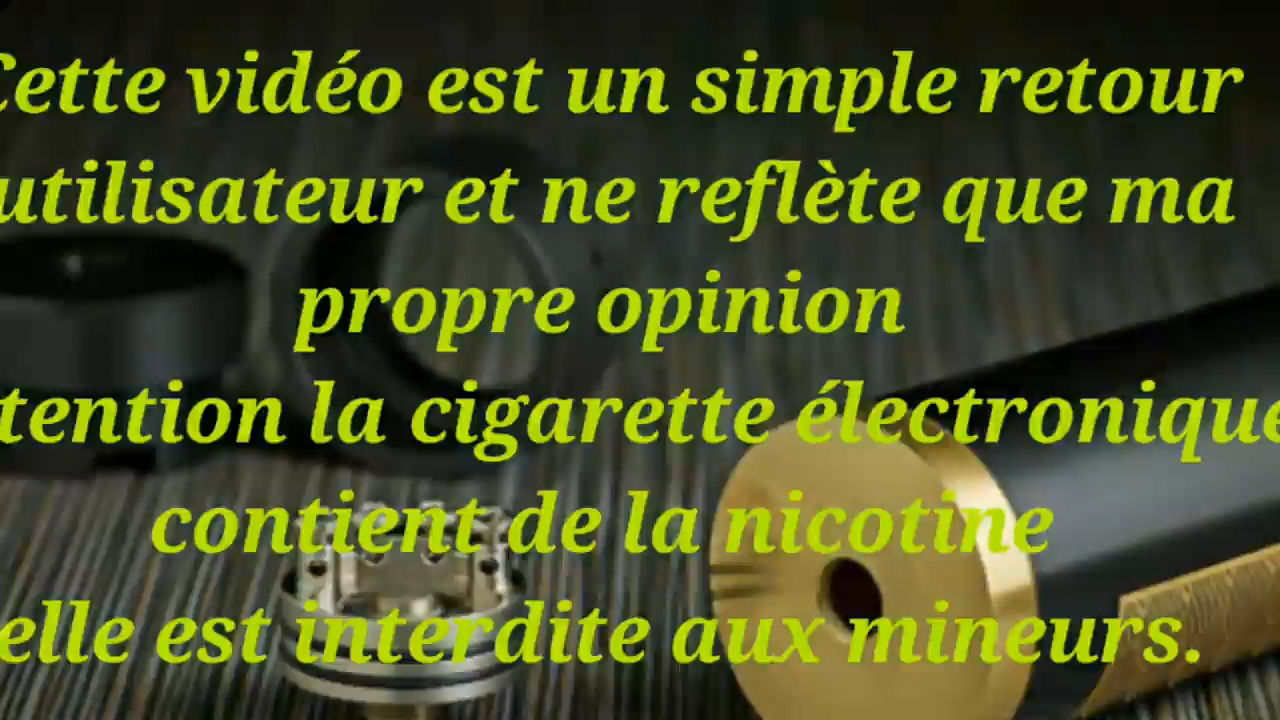 Cette vidéo est un simple retour
utilisateur et ne reflète que ma
propre opinion
tention la cigarette électronique
contient de la nicotine
elle est interdite aux mineurs.